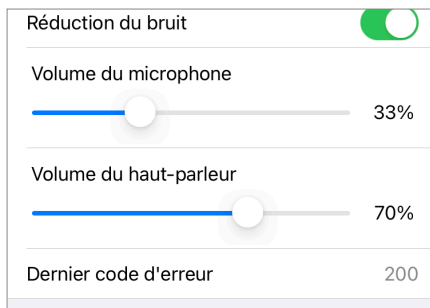 Réduction du bruit
Volume du microphone
33%
Volume du haut-parleur
70%
Dernier code d'erreur 200